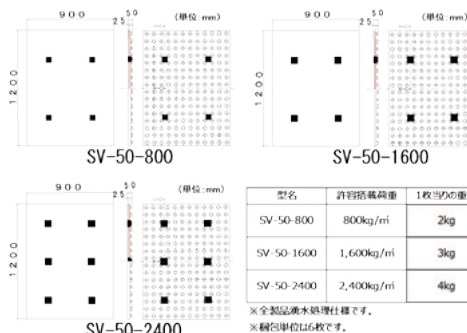 900
50
25
(単位:mm)
1200
SV-50-800
900
50
25
(単位:mm)
1200
SV-50-1600
900
50
25
(単位:mm)
1200
SV-50-2400
型名 許容搭載荷重 1枚当りの重
SV-50-800 800kg/㎡ 2kg
SV-50-1600 1,600kg/㎡ 3kg
SV-50-2400 2,400kg/㎡ 4kg
※全製品湧水処理仕様です。
※梱包単位は6枚です。